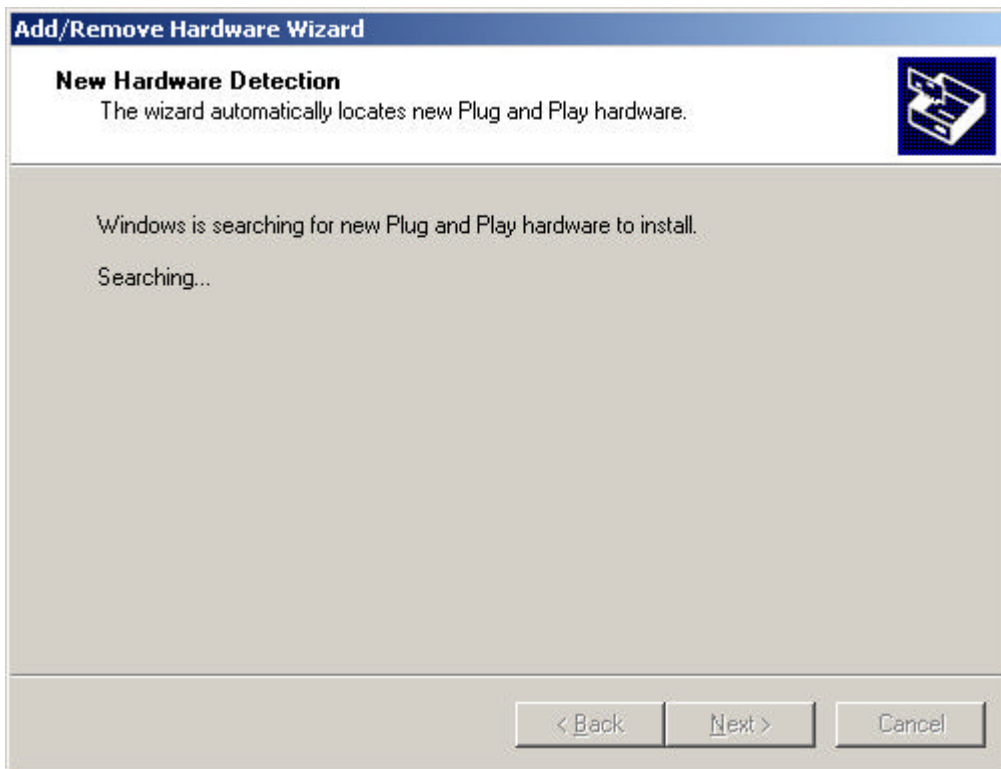 Add/Remove Hardware Wizard
New Hardware Detection
The wizard automatically locates new Plug and Play hardware.
Windows is searching for new Plug and Play hardware to install.
Searching...
< Back Next > Cancel